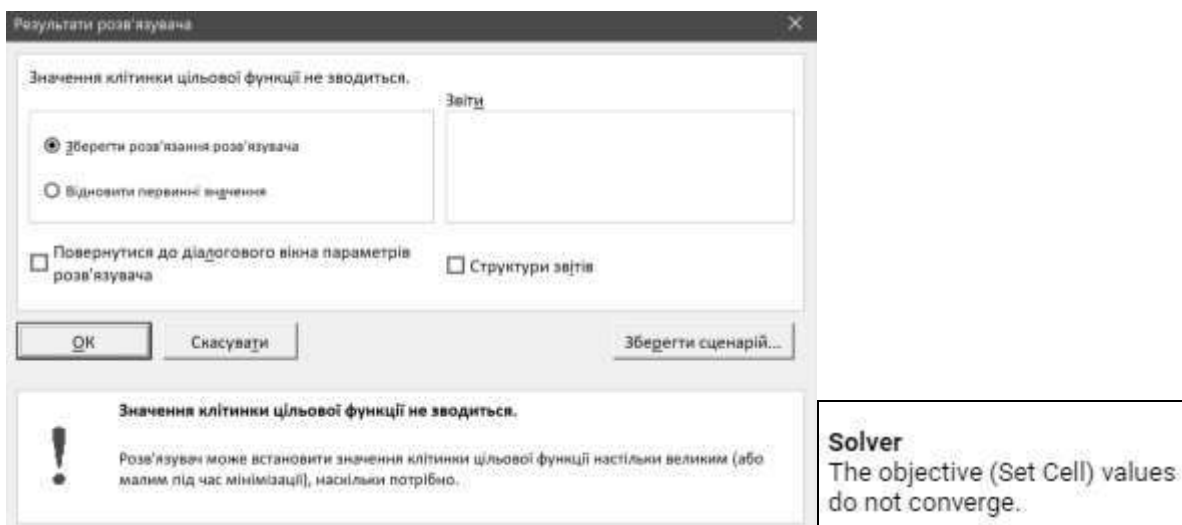 Результати розв'язувача
Значення клітинки цільової функції не зводиться.
Звіти
Зберегти розв'язання розв'язувача
Відновити первинні значення
Повернутися до діалогового вікна параметрів
розв'язувача
Структури звітів
ОК
Скасувати
Зберегти сценарій...
Значення клітинки цільової функції не зводиться.
Розв'язувач може встановити значення клітинки цільової функції настільки великим (або
малим під час мінімізації), наскільки потрібно.
Solver
The objective (Set Cell) values
do not converge.